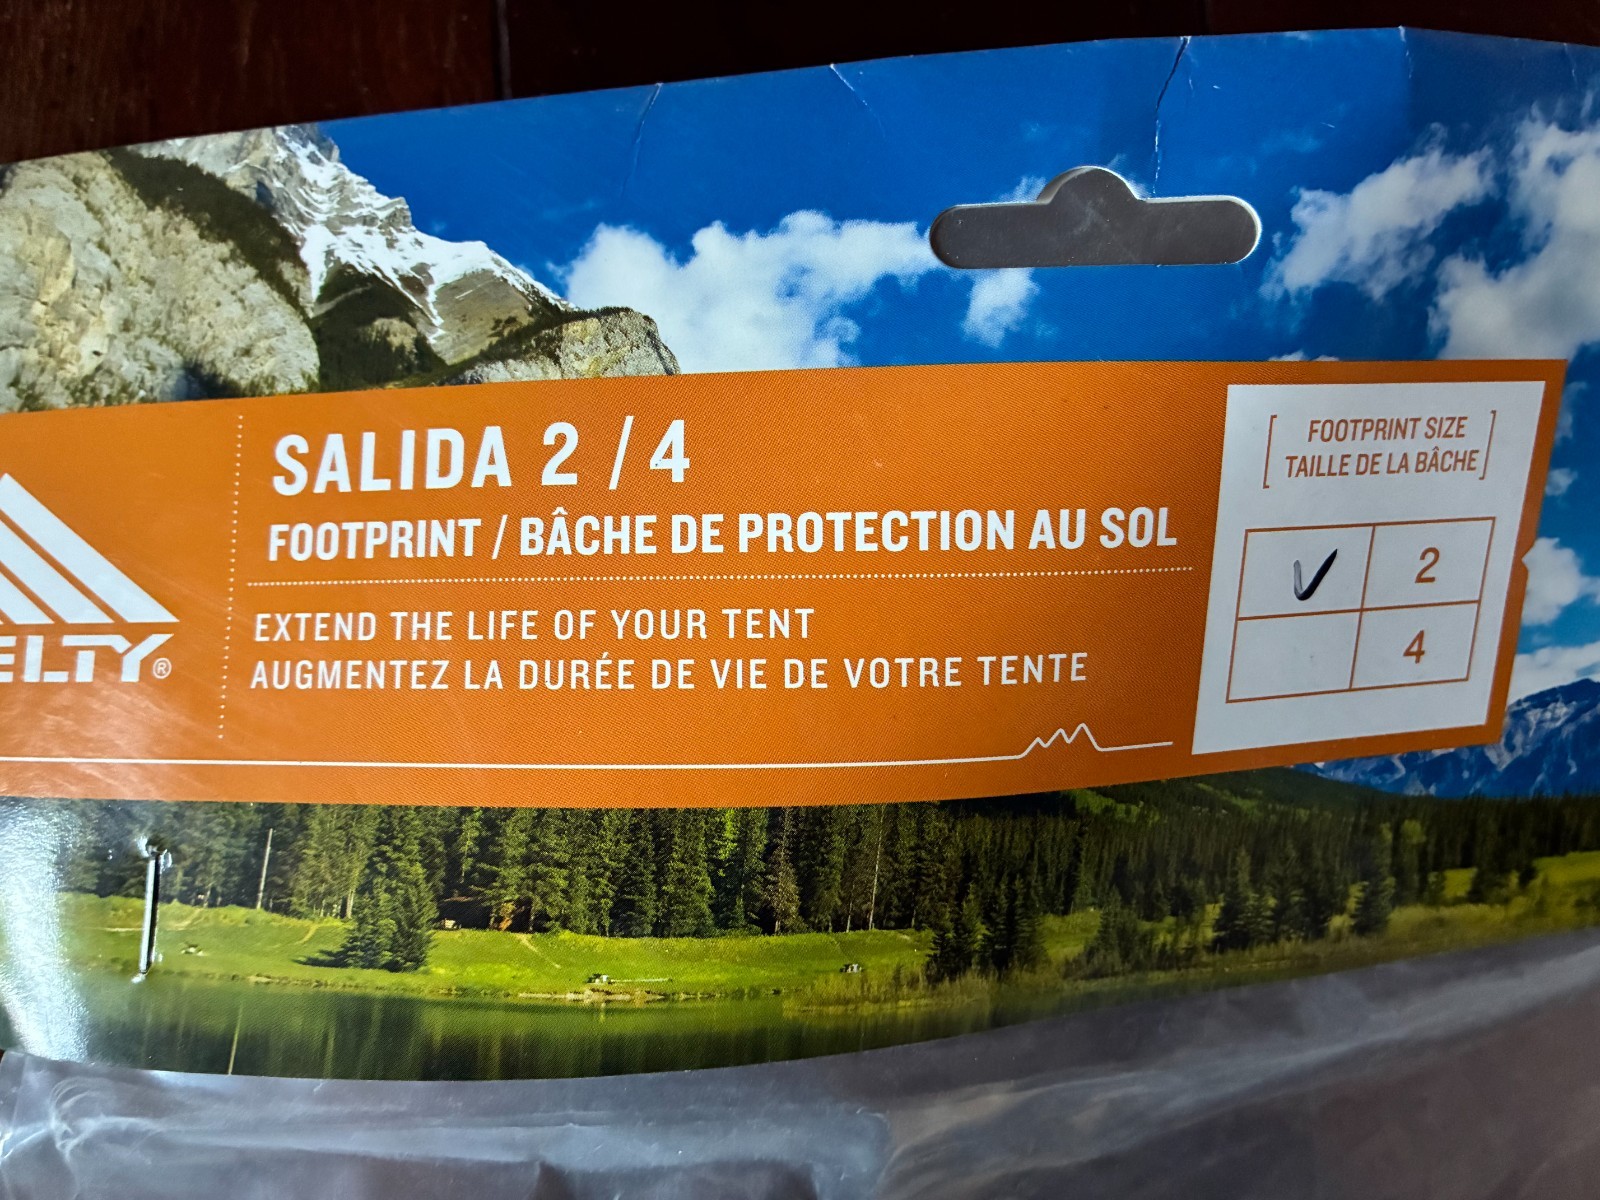 SALIDA 2 / 4
FOOTPRINT / BÂCHE DE PROTECTION AU SOL
EXTEND THE LIFE OF YOUR TENT
AUGMENTEZ LA DURÉE DE VIE DE VOTRE TENTE
ELTY®
[ FOOTPRINT SIZE
TAILLE DE LA BÂCHE ]
✓ 2
4